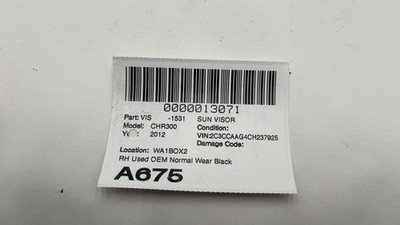 0000013071
Part: VIS -1531 SUN VISOR
Model: CHR300 Condition:
2012 VIN:2C3CCAAG4CH237925
Damage Code:
Location: WA1BOX2
RH Used OEM Normal Wear Black
A675